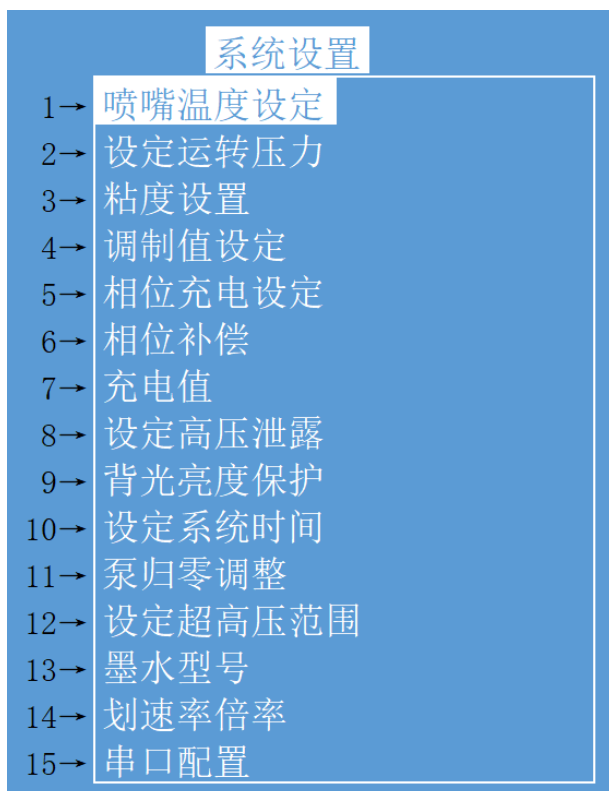 系统设置
1→ 喷嘴温度设定
2→ 设定运转压力
3→ 粘度设置
4→ 调制值设定
5→ 相位充电设定
6→ 相位补偿
7→ 充电值
8→ 设定高压泄露
9→ 背光亮度保护
10→ 设定系统时间
11→ 泵归零调整
12→ 设定超高压范围
13→ 墨水型号
14→ 划速率倍率
15→ 串口配置